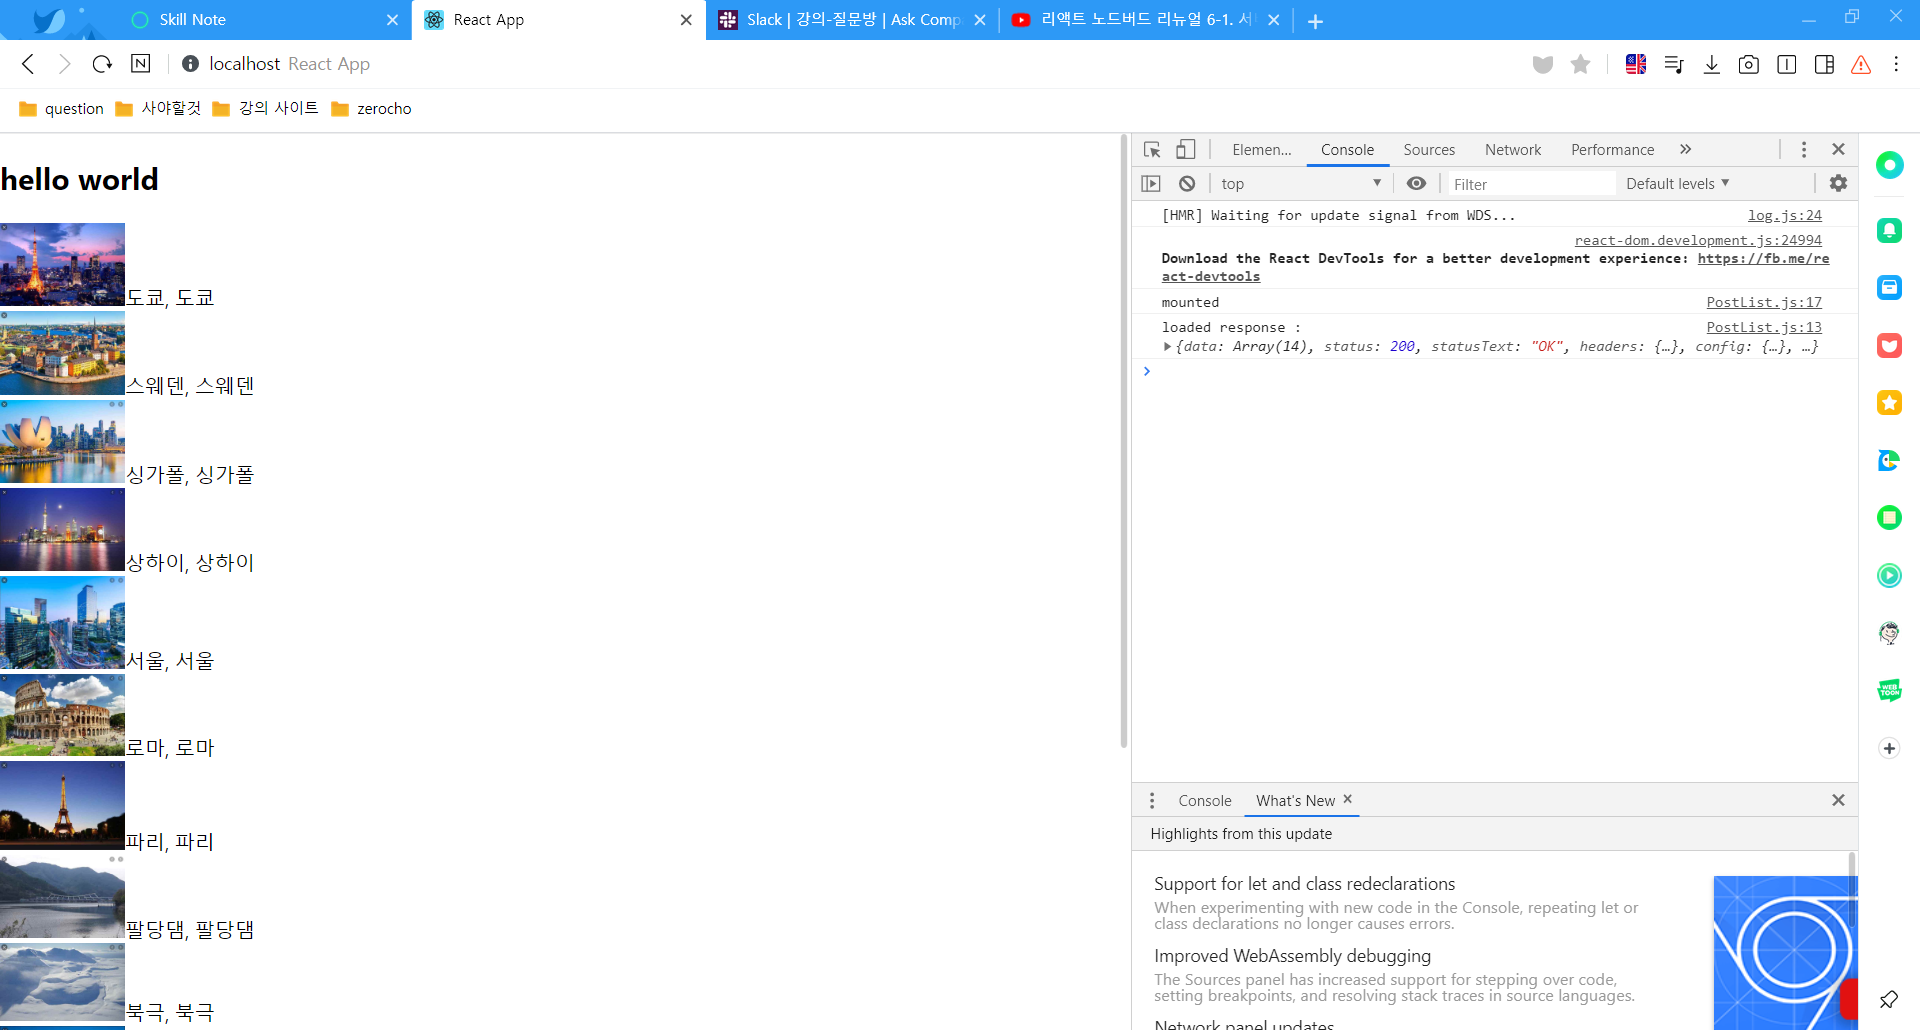 Skill Note
React App
Slack | 강의-질문방 | Ask Comp
리액트 노드버드 리뉴얼 6-1. 서
localhost React App
question 사야할것 강의 사이트 zerocho
hello world
도쿄, 도쿄
스웨덴, 스웨덴
싱가폴, 싱가폴
상하이, 상하이
서울, 서울
로마, 로마
파리, 파리
팔당댐, 팔당댐
북극, 북극
Elemen... Console Sources Network Performance »
top Filter Default levels
[HMR] Waiting for update signal from WDS... log.js:24
react-dom.development.js:24994
Download the React DevTools for a better development experience: https://fb.me/re
act-devtools
mounted PostList.js:17
loaded response : PostList.js:13
{data: Array(14), status: 200, statusText: "OK", headers: {…}, config: {…}, …}
Console What's New
Highlights from this update
Support for let and class redeclarations
When experimenting with new code in the Console, repeating let or
class declarations no longer causes errors.
Improved WebAssembly debugging
The Sources panel has increased support for stepping over code,
setting breakpoints, and resolving stack traces in source languages.
Network panel updates
WEB
TOON